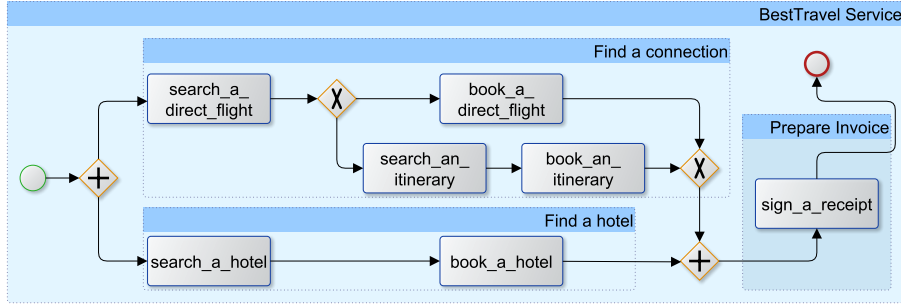 BestTravel Service
Find a connection
search_a_
direct_flight
book_a_
direct_flight
search_an_
itinerary
book_an_
itinerary
Find a hotel
search_a_hotel
book_a_hotel
Prepare Invoice
sign_a_receipt